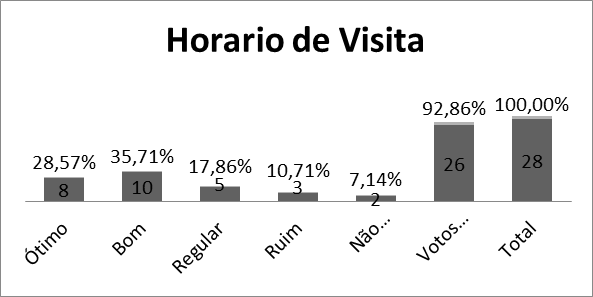 Horario de Visita
28,57% 35,71% 17,86% 10,71% 7,14% 92,86% 100,00%
8 10 5 3 2 26 28
Ótimo Bom Regular Ruim Não... Votos... Total